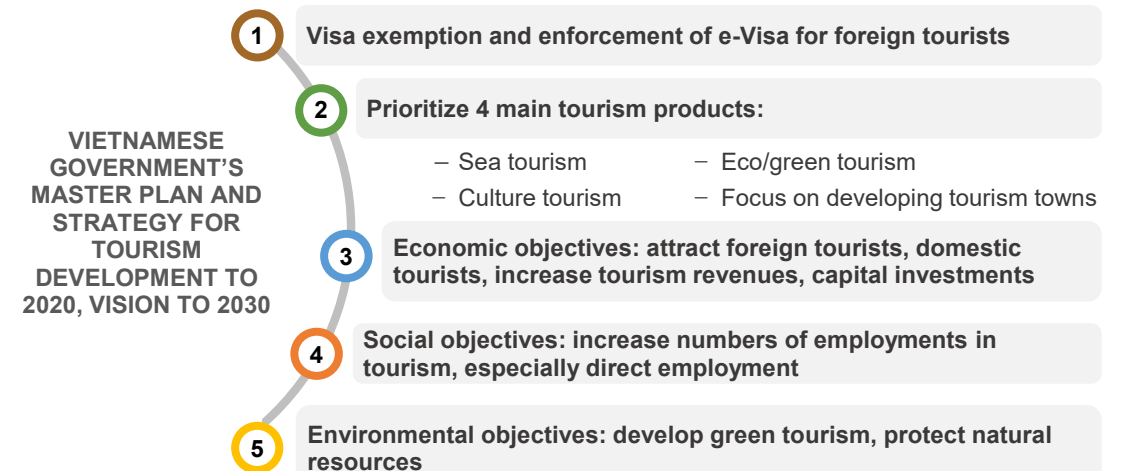 VIETNAMESE
GOVERNMENT'S
MASTER PLAN AND
STRATEGY FOR
TOURISM
DEVELOPMENT TO
2020, VISION TO 2030
1
Visa exemption and enforcement of e-Visa for foreign tourists
2
Prioritize 4 main tourism products:
– Sea tourism
– Eco/green tourism
– Culture tourism
– Focus on developing tourism towns
3
Economic objectives: attract foreign tourists, domestic
tourists, increase tourism revenues, capital investments
4
Social objectives: increase numbers of employments in
tourism, especially direct employment
5
Environmental objectives: develop green tourism, protect natural
resources